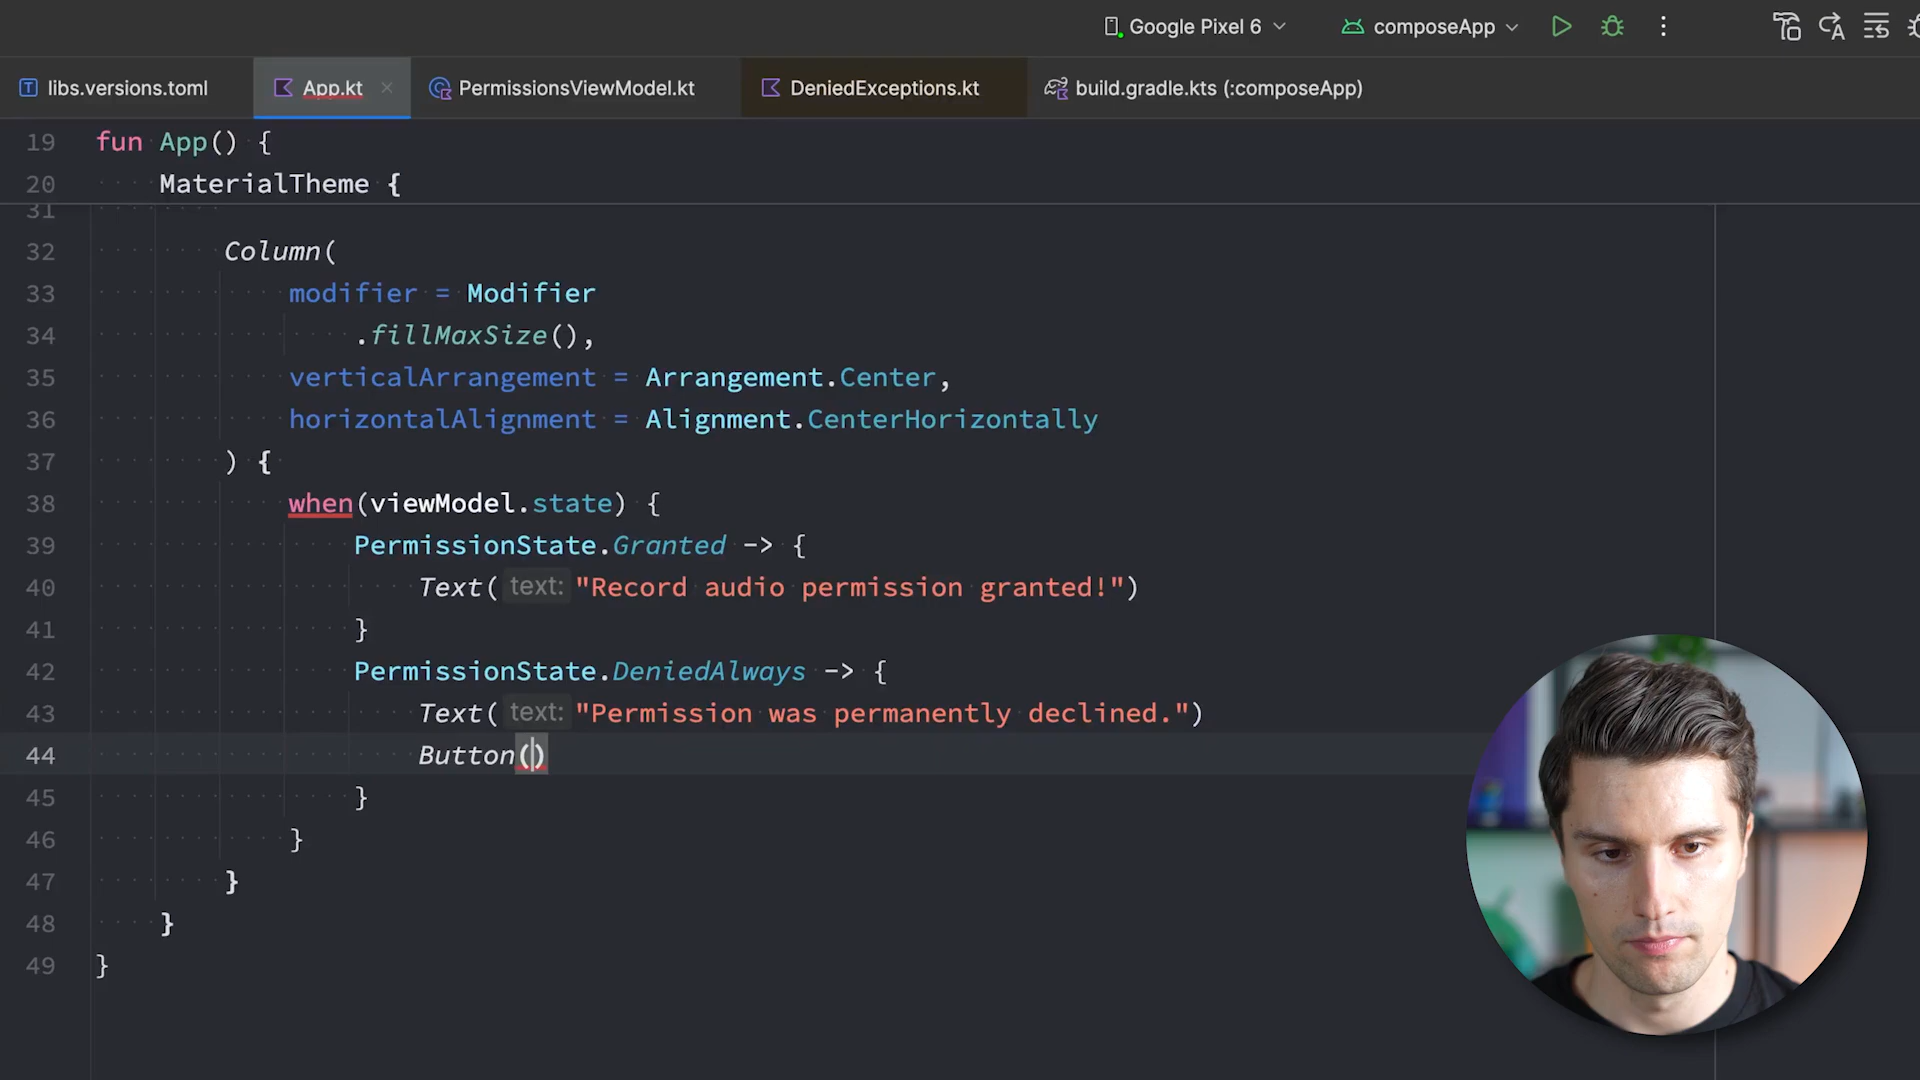 Google Pixel 6 composeApp
libs.versions.toml App.kt PermissionsViewModel.kt DeniedExceptions.kt build.gradle.kts (:composeApp)
19 fun App() {
20 MaterialTheme {
31
32 Column(
33 modifier = Modifier
34 .fillMaxSize(),
35 verticalArrangement = Arrangement.Center,
36 horizontalAlignment = Alignment.CenterHorizontally
37 ) {
38 when(viewModel.state) {
39 PermissionState.Granted -> {
40 Text( text: "Record audio permission granted!")
41 }
42 PermissionState.DeniedAlways -> {
43 Text( text: "Permission was permanently declined.")
44 Button()
45 }
46 }
47 }
48 }
49 }